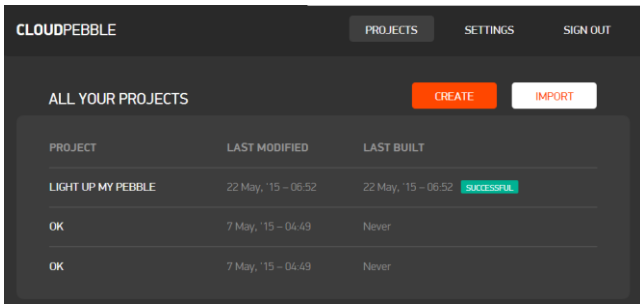 CLOUDPEBBLE PROJECTS SETTINGS SIGN OUT
ALL YOUR PROJECTS CREATE IMPORT
PROJECT LAST MODIFIED LAST BUILT
LIGHT UP MY PEBBLE 22 May, '15 – 06:52 22 May, '15 – 06:52 SUCCESSFUL
OK 7 May, '15 – 04:49 Never
OK 7 May, '15 – 04:49 Never